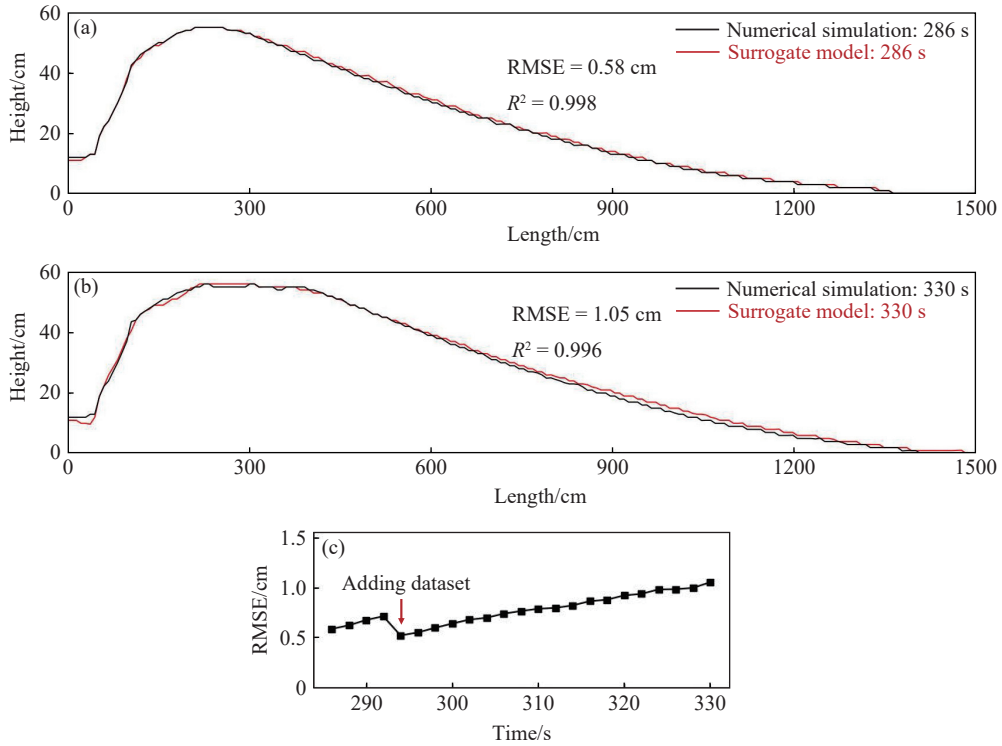 (a)
Numerical simulation: 286 s
Surrogate model: 286 s
RMSE = 0.58 cm
R² = 0.998
Height/cm
60
40
20
0
0 300 600 900 1200 1500
Length/cm
(b)
Numerical simulation: 330 s
Surrogate model: 330 s
RMSE = 1.05 cm
R² = 0.996
Height/cm
60
40
20
0
0 300 600 900 1200 1500
Length/cm
(c)
Adding dataset
RMSE/cm
1.5
1.0
0.5
0
290 300 310 320 330
Time/s